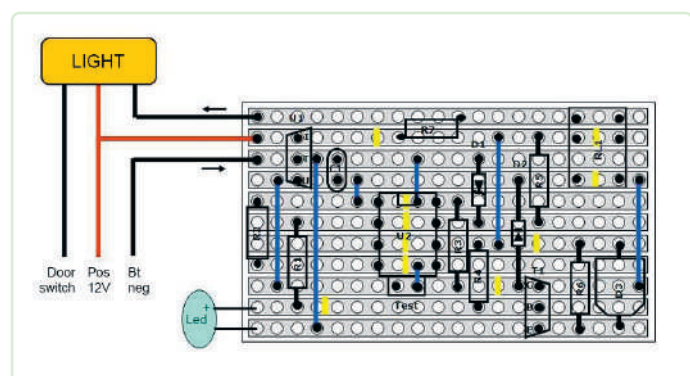 LIGHT
U1
R7
D1
D2
R5
U2
R3
R4
R1
T1
R6
Test
Door
switch
Pos
12V
Bt
neg
+
Led
-